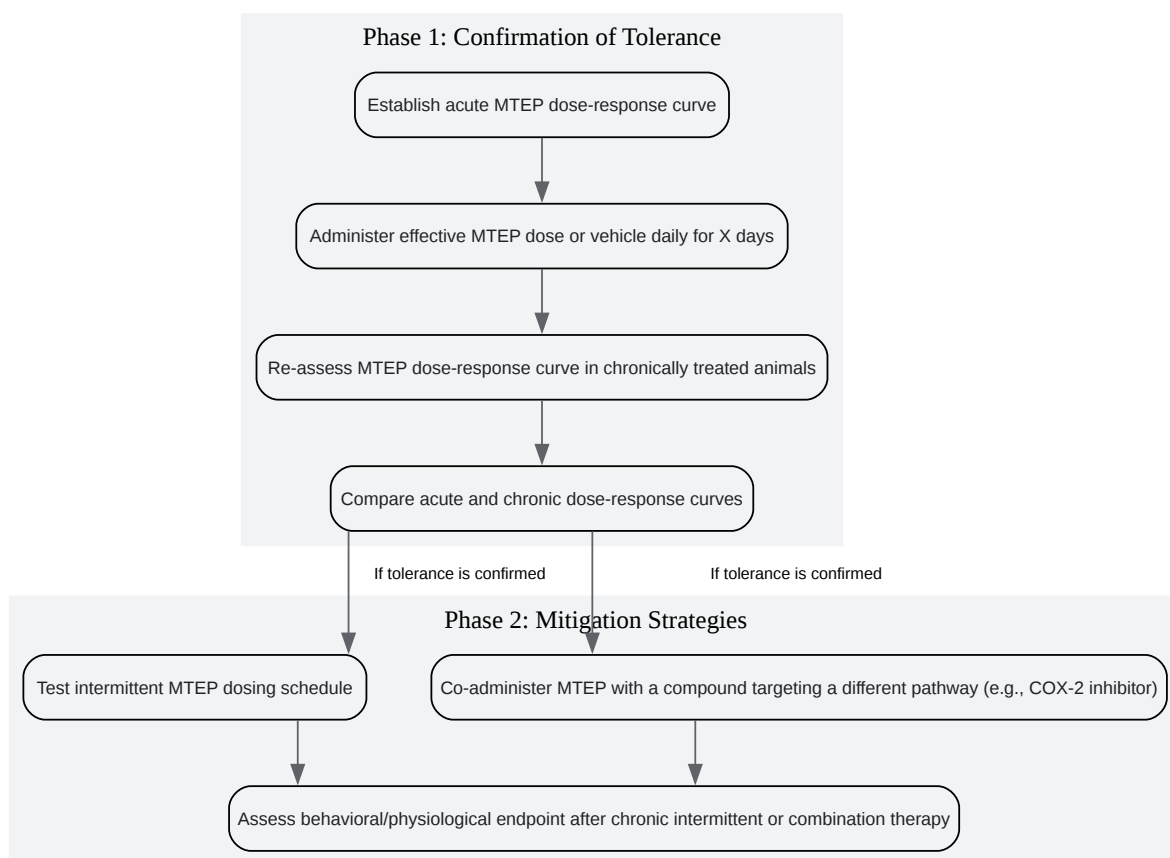 Phase 1: Confirmation of Tolerance
Establish acute MTEP dose-response curve
Administer effective MTEP dose or vehicle daily for X days
Re-assess MTEP dose-response curve in chronically treated animals
Compare acute and chronic dose-response curves
If tolerance is confirmed
If tolerance is confirmed
Phase 2: Mitigation Strategies
Test intermittent MTEP dosing schedule
Co-administer MTEP with a compound targeting a different pathway (e.g., COX-2 inhibitor)
Assess behavioral/physiological endpoint after chronic intermittent or combination therapy